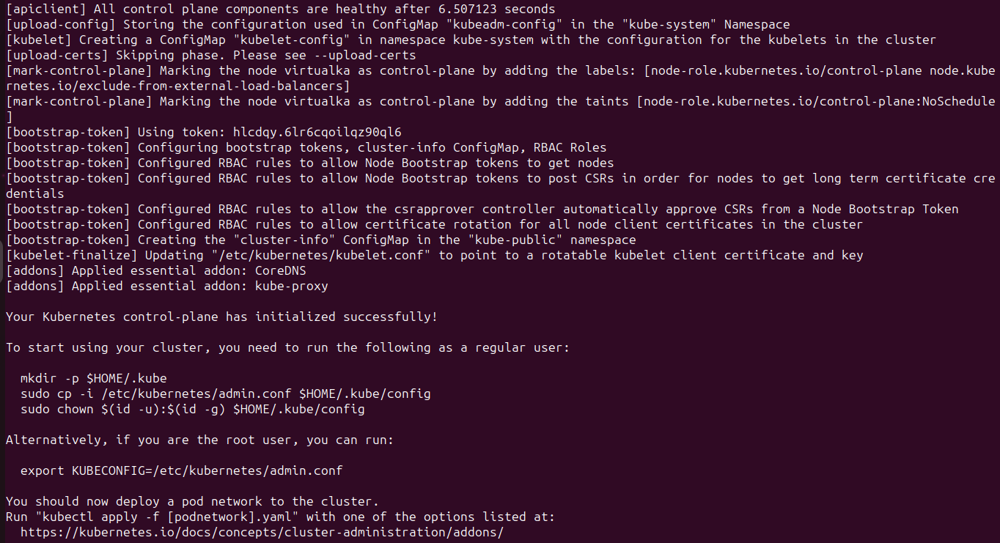 [apiclient] All control plane components are healthy after 6.507123 seconds
[upload-config] Storing the configuration used in ConfigMap "kubeadm-config" in the "kube-system" Namespace
[kubelet] Creating a ConfigMap "kubelet-config" in namespace kube-system with the configuration for the kubelets in the cluster
[upload-certs] Skipping phase. Please see --upload-certs
[mark-control-plane] Marking the node virtualka as control-plane by adding the labels: [node-role.kubernetes.io/control-plane node.kube
rnetes.io/exclude-from-external-load-balancers]
[mark-control-plane] Marking the node virtualka as control-plane by adding the taints [node-role.kubernetes.io/control-plane:NoSchedule
]
[bootstrap-token] Using token: hlcdqy.6lr6cqoilqz90ql6
[bootstrap-token] Configuring bootstrap tokens, cluster-info ConfigMap, RBAC Roles
[bootstrap-token] Configured RBAC rules to allow Node Bootstrap tokens to get nodes
[bootstrap-token] Configured RBAC rules to allow Node Bootstrap tokens to post CSRs in order for nodes to get long term certificate cre
dentials
[bootstrap-token] Configured RBAC rules to allow the csrapprover controller automatically approve CSRs from a Node Bootstrap Token
[bootstrap-token] Configured RBAC rules to allow certificate rotation for all node client certificates in the cluster
[bootstrap-token] Creating the "cluster-info" ConfigMap in the "kube-public" namespace
[kubelet-finalize] Updating "/etc/kubernetes/kubelet.conf" to point to a rotatable kubelet client certificate and key
[addons] Applied essential addon: CoreDNS
[addons] Applied essential addon: kube-proxy

Your Kubernetes control-plane has initialized successfully!

To start using your cluster, you need to run the following as a regular user:

  mkdir -p $HOME/.kube
  sudo cp -i /etc/kubernetes/admin.conf $HOME/.kube/config
  sudo chown $(id -u):$(id -g) $HOME/.kube/config

Alternatively, if you are the root user, you can run:

  export KUBECONFIG=/etc/kubernetes/admin.conf

You should now deploy a pod network to the cluster.
Run "kubectl apply -f [podnetwork].yaml" with one of the options listed at:
  https://kubernetes.io/docs/concepts/cluster-administration/addons/